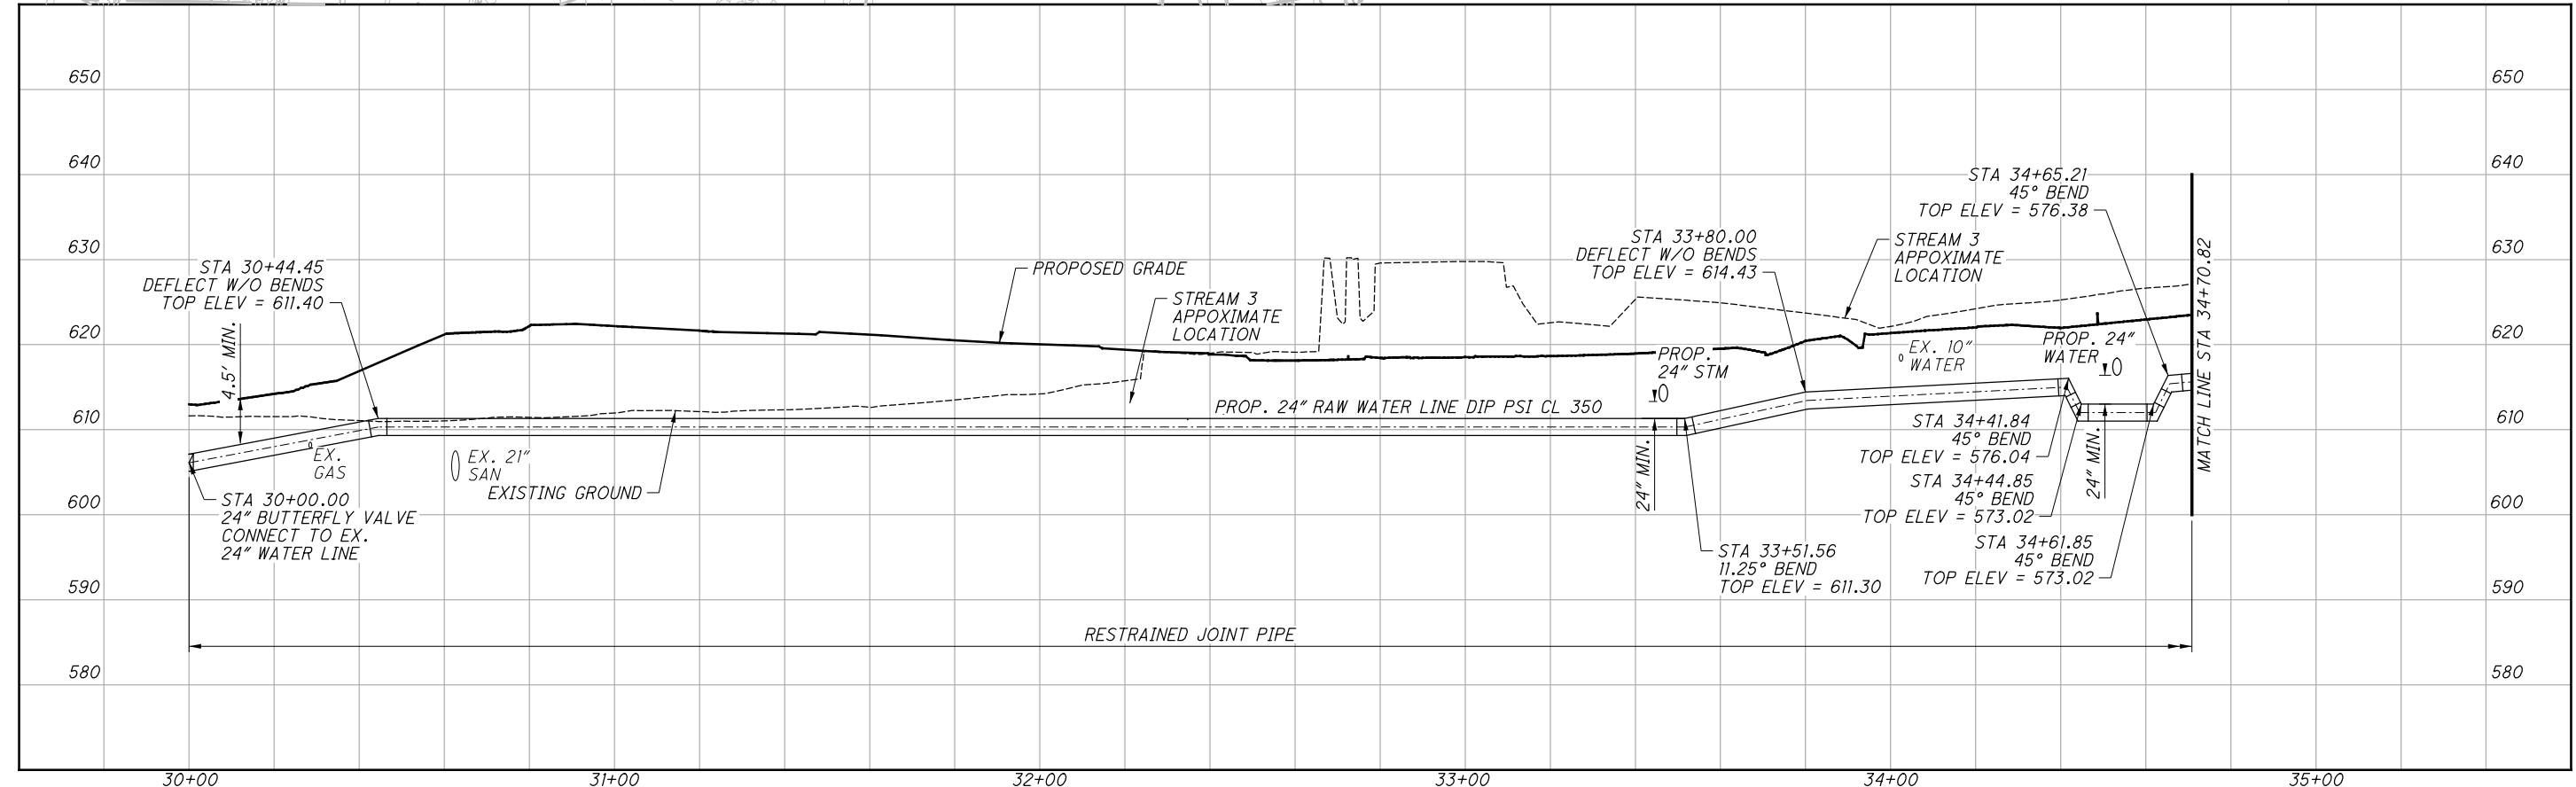 650
640
630
620
610
600
590
580
650
640
630
620
610
600
590
580
STA 30+44.45
DEFLECT W/O BENDS
TOP ELEV = 611.40
4.5' MIN.
EX.
GAS
STA 30+00.00
24" BUTTERFLY VALVE
CONNECT TO EX.
24" WATER LINE
EX. 21"
SAN
EXISTING GROUND
PROPOSED GRADE
STREAM 3
APPOXIMATE
LOCATION
PROP. 24" RAW WATER LINE DIP PSI CL 350
PROP.
24" STM
24" MIN.
STA 33+51.56
11.25° BEND
TOP ELEV = 611.30
STA 33+80.00
DEFLECT W/O BENDS
TOP ELEV = 614.43
STREAM 3
APPOXIMATE
LOCATION
EX. 10"
WATER
STA 34+65.21
45° BEND
TOP ELEV = 576.38
PROP. 24"
WATER
STA 34+41.84
45° BEND
TOP ELEV = 576.04
STA 34+44.85
45° BEND
TOP ELEV = 573.02
24" MIN.
STA 34+61.85
45° BEND
TOP ELEV = 573.02
MATCH LINE STA 34+70.82
RESTRAINED JOINT PIPE
30+00
31+00
32+00
33+00
34+00
35+00